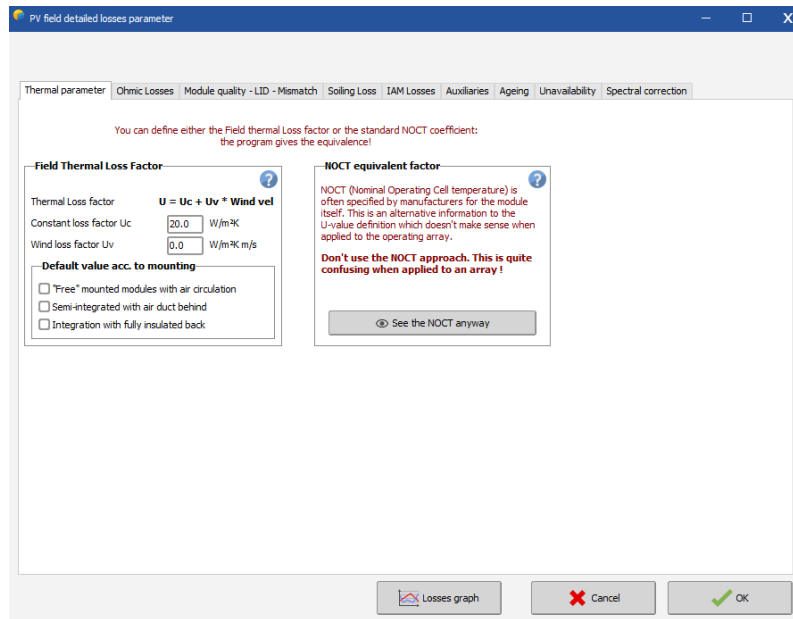 PV field detailed losses parameter
Thermal parameter Ohmic Losses Module quality - LID - Mismatch Soiling Loss IAM Losses Auxiliaries Ageing Unavailability Spectral correction
You can define either the Field thermal Loss factor or the standard NOCT coefficient:
the program gives the equivalence!
Field Thermal Loss Factor
?
Thermal Loss factor U = Uc + Uv * Wind vel
Constant loss factor Uc 20.0 W/m²K
Wind loss factor Uv 0.0 W/m²K m/s
Default value acc. to mounting
"Free" mounted modules with air circulation
Semi-integrated with air duct behind
Integration with fully insulated back
NOCT equivalent factor
?
NOCT (Nominal Operating Cell temperature) is
often specified by manufacturers for the module
itself. This is an alternative information to the
U-value definition which doesn't make sense when
applied to the operating array.
Don't use the NOCT approach. This is quite
confusing when applied to an array !
See the NOCT anyway
Losses graph Cancel OK